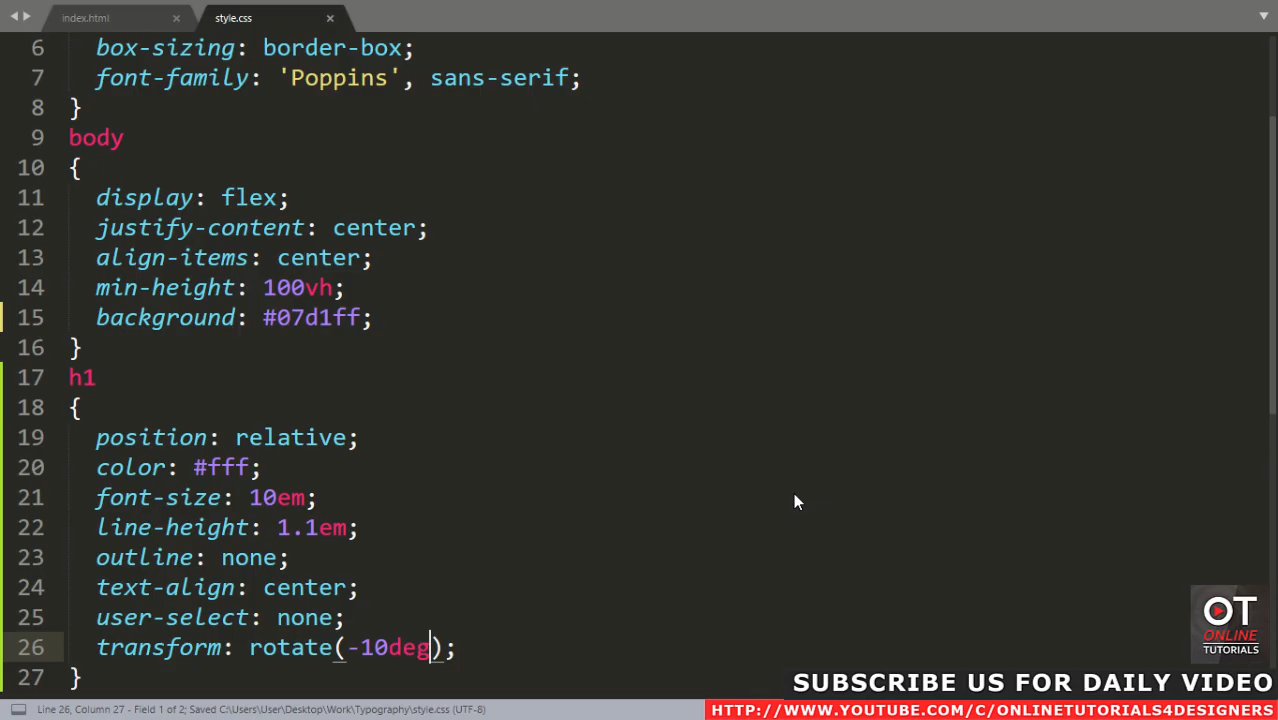 index.html ×
style.css ×
6 box-sizing: border-box;
7 font-family: 'Poppins', sans-serif;
8 }
9 body
10 {
11 display: flex;
12 justify-content: center;
13 align-items: center;
14 min-height: 100vh;
15 background: #07d1ff;
16 }
17 h1
18 {
19 position: relative;
20 color: #fff;
21 font-size: 10em;
22 line-height: 1.1em;
23 outline: none;
24 text-align: center;
25 user-select: none;
26 transform: rotate(-10deg);
27 }
OT
ONLINE
TUTORIALS
SUBSCRIBE US FOR DAILY VIDEO
Line 26, Column 27 - Field 1 of 2; Saved C:\Users\User\Desktop\Work\Typography\style.css (UTF-8)
HTTP://WWW.YOUTUBE.COM/C/ONLINETUTORIALS4DESIGNERS